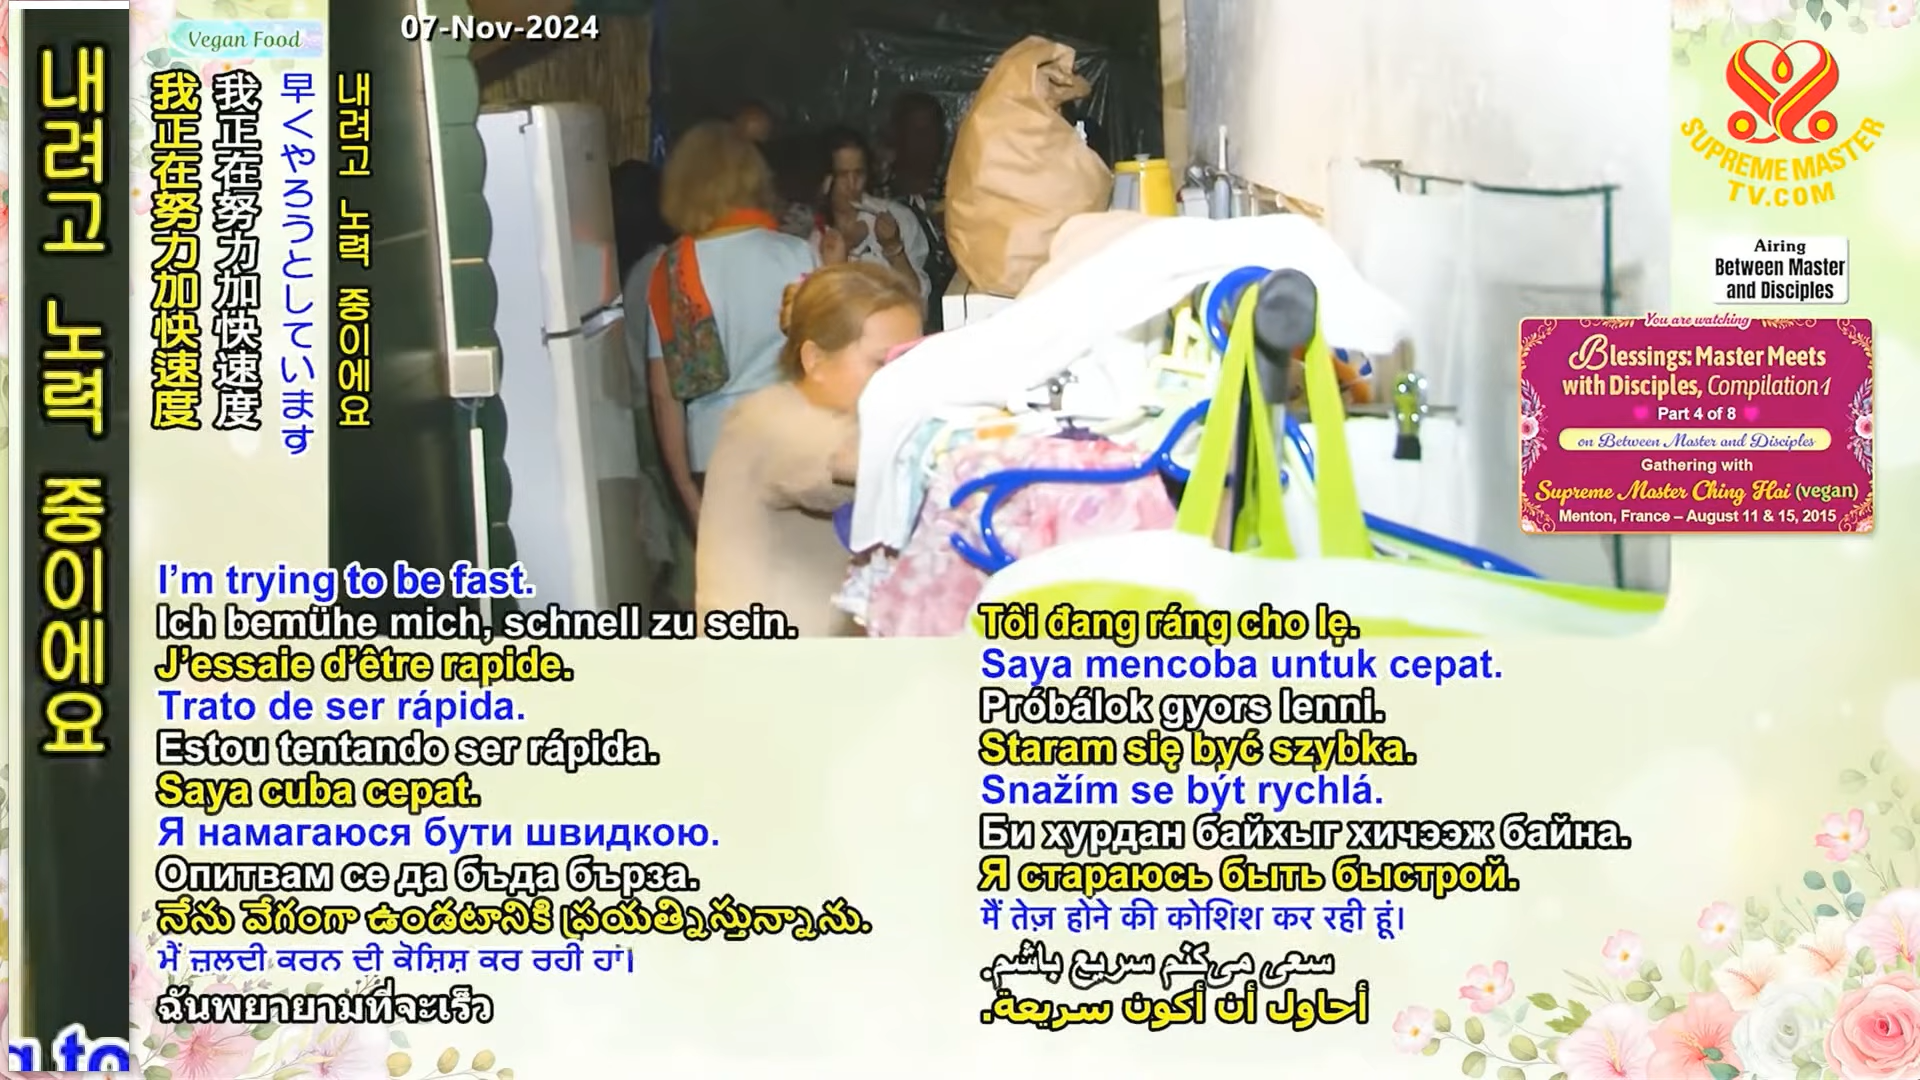 내려고 노력 중이에요
Vegan Food
07-Nov-2024
我正在努力加快速度
我正在努力加快速度
早くやろうとしています
내려고 노력 중이에요
SUPREME MASTER
TV.COM
Airing
Between Master
and Disciples
You are watching
Blessings: Master Meets
with Disciples, Compilation 1
Part 4 of 8
on Between Master and Disciples
Gathering with
Supreme Master Ching Hai (vegan)
Menton, France – August 11 & 15, 2015
I’m trying to be fast.
Ich bemühe mich, schnell zu sein.
J’essaie d’être rapide.
Trato de ser rápida.
Estou tentando ser rápida.
Saya cuba cepat.
Я намагаюся бути швидкою.
Опитвам се да бъда бърза.
నేను వేగంగా ఉండటానికి ప్రయత్నిస్తున్నాను.
ਮੈਂ ਜ਼ਲਦੀ ਕਰਨ ਦੀ ਕੋਸ਼ਿਸ਼ ਕਰ ਰਹੀ ਹਾਂ।
ฉันพยายามที่จะเร็ว
Tôi đang ráng cho lẹ.
Saya mencoba untuk cepat.
Próbálok gyors lenni.
Staram się być szybka.
Snažím se být rychlá.
Би хурдан байхыг хичээж байна.
Я стараюсь быть быстрой.
मैं तेज़ होने की कोशिश कर रही हूं।
سعی می‌کنم سریع باشم.
أحاول أن أكون سريعة.
g to